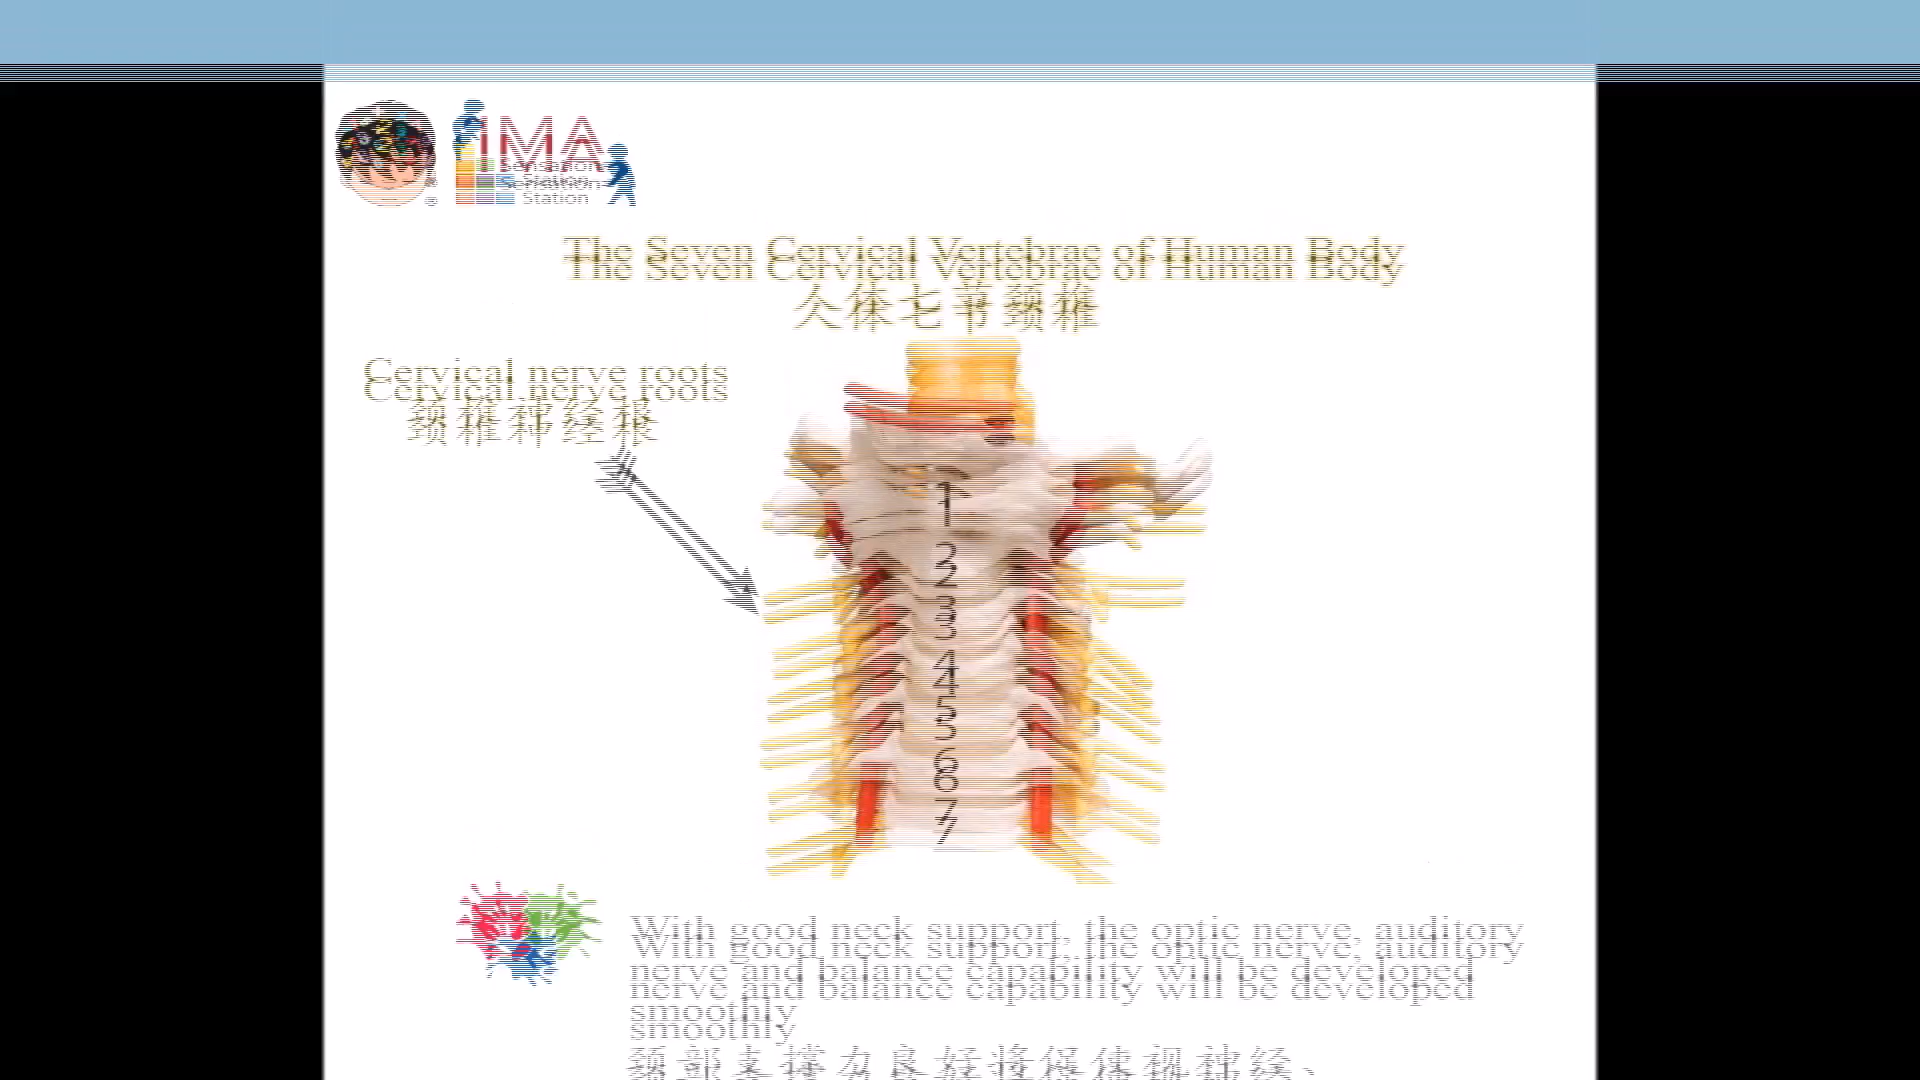 IMA
Sensation
Station
The Seven Cervical Vertebrae of Human Body
人体七节颈椎
Cervical nerve roots
颈椎神经根
1
2
3
4
5
6
7
With good neck support, the optic nerve, auditory
nerve and balance capability will be developed
smoothly
颈部支撑力良好将促使视神经、